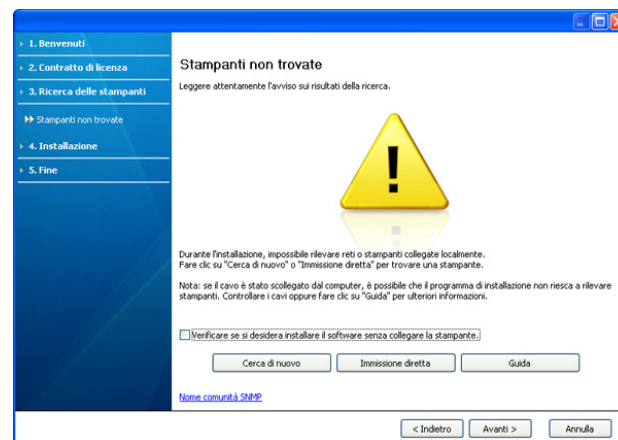 1. Benvenuti
2. Contratto di licenza
3. Ricerca delle stampanti
Stampanti non trovate
4. Installazione
5. Fine
Stampanti non trovate
Leggere attentamente l'avviso sui risultati della ricerca.
Durante l'installazione, impossibile rilevare reti o stampanti collegate localmente.
Fare clic su "Cerca di nuovo" o "Immissione diretta" per trovare una stampante.
Nota: se il cavo è stato scollegato dal computer, è possibile che il programma di installazione non riesca a rilevare
stampanti. Controllare i cavi oppure fare clic su "Guida" per ulteriori informazioni.
Verificare se si desidera installare il software senza collegare la stampante.
Cerca di nuovo
Immissione diretta
Guida
Nome comunità SNMP
< Indietro
Avanti >
Annulla